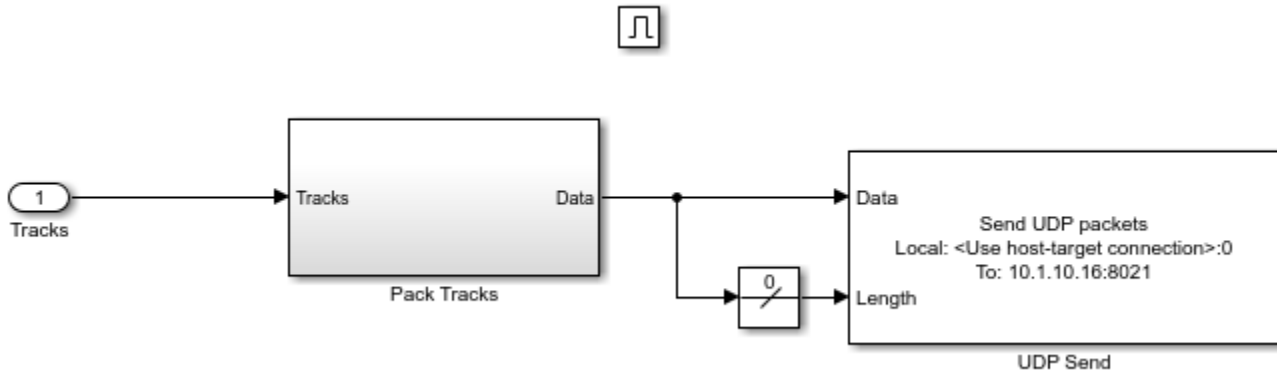 1
Tracks
Tracks
Data
Pack Tracks
0
Data
Length
Send UDP packets
Local: <Use host-target connection>:0
To: 10.1.10.16:8021
UDP Send